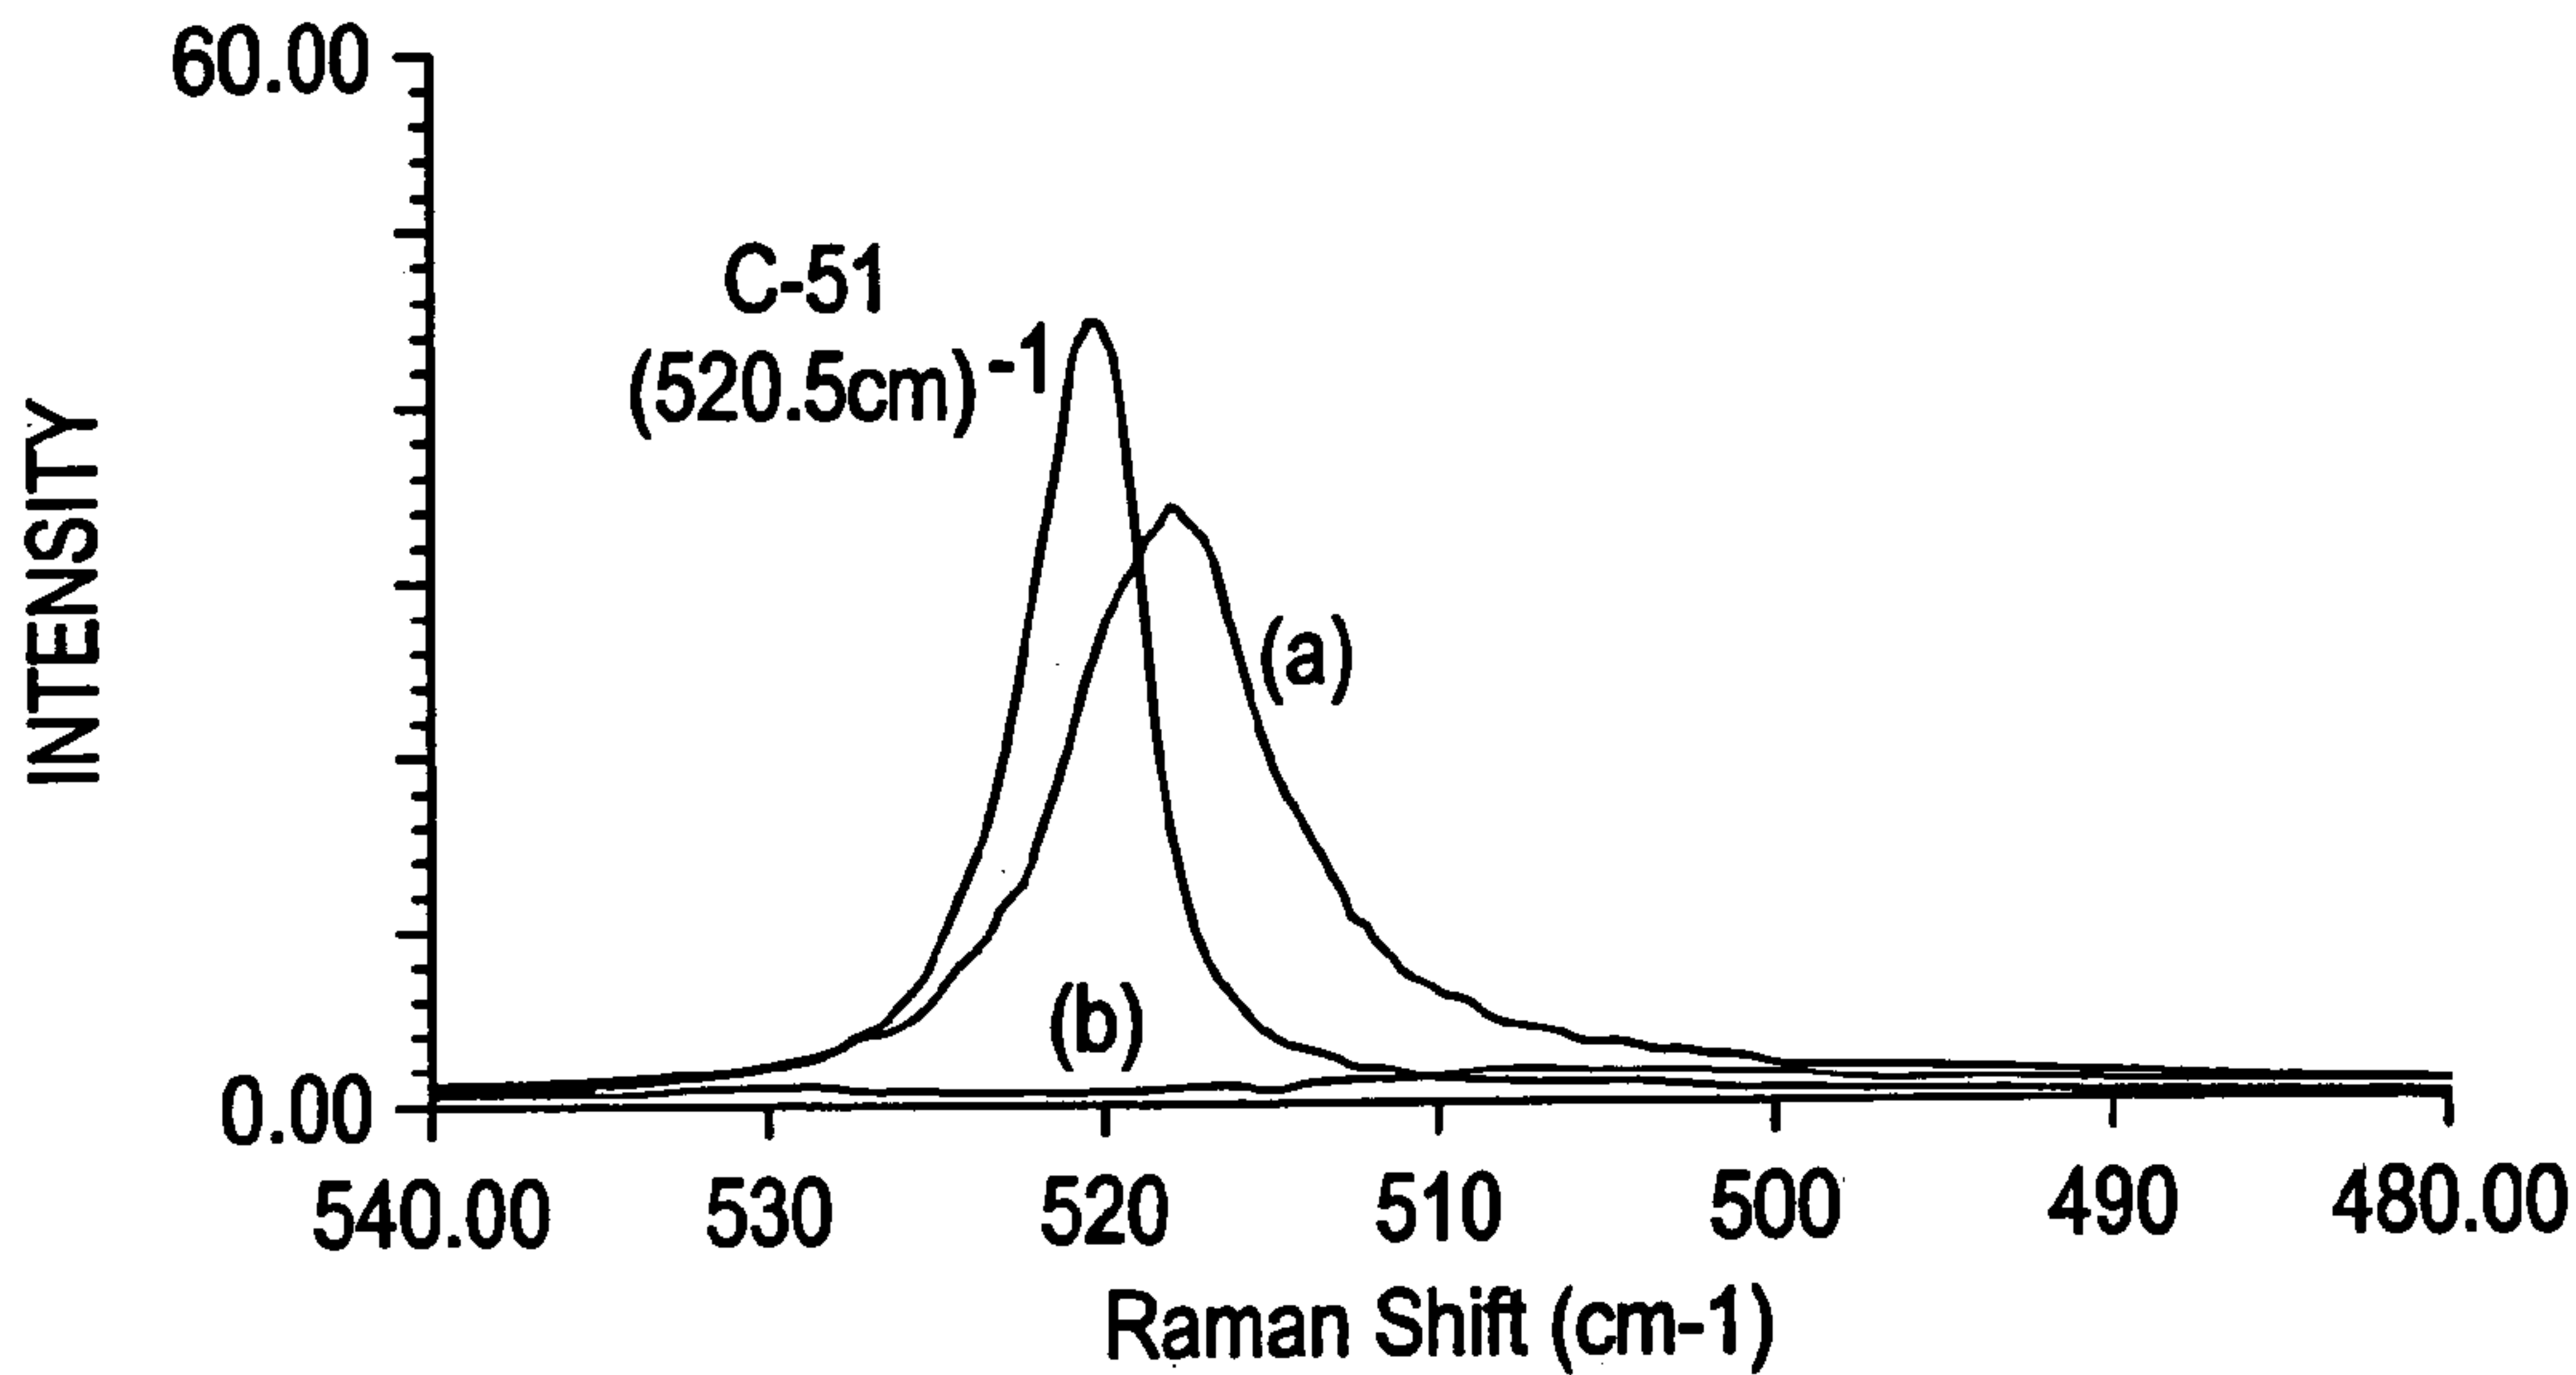 60.00
C-51
(520.5cm)-1
INTENSITY
(a)
(b)
0.00
540.00 530 520 510 500 490 480.00
Raman Shift (cm-1)